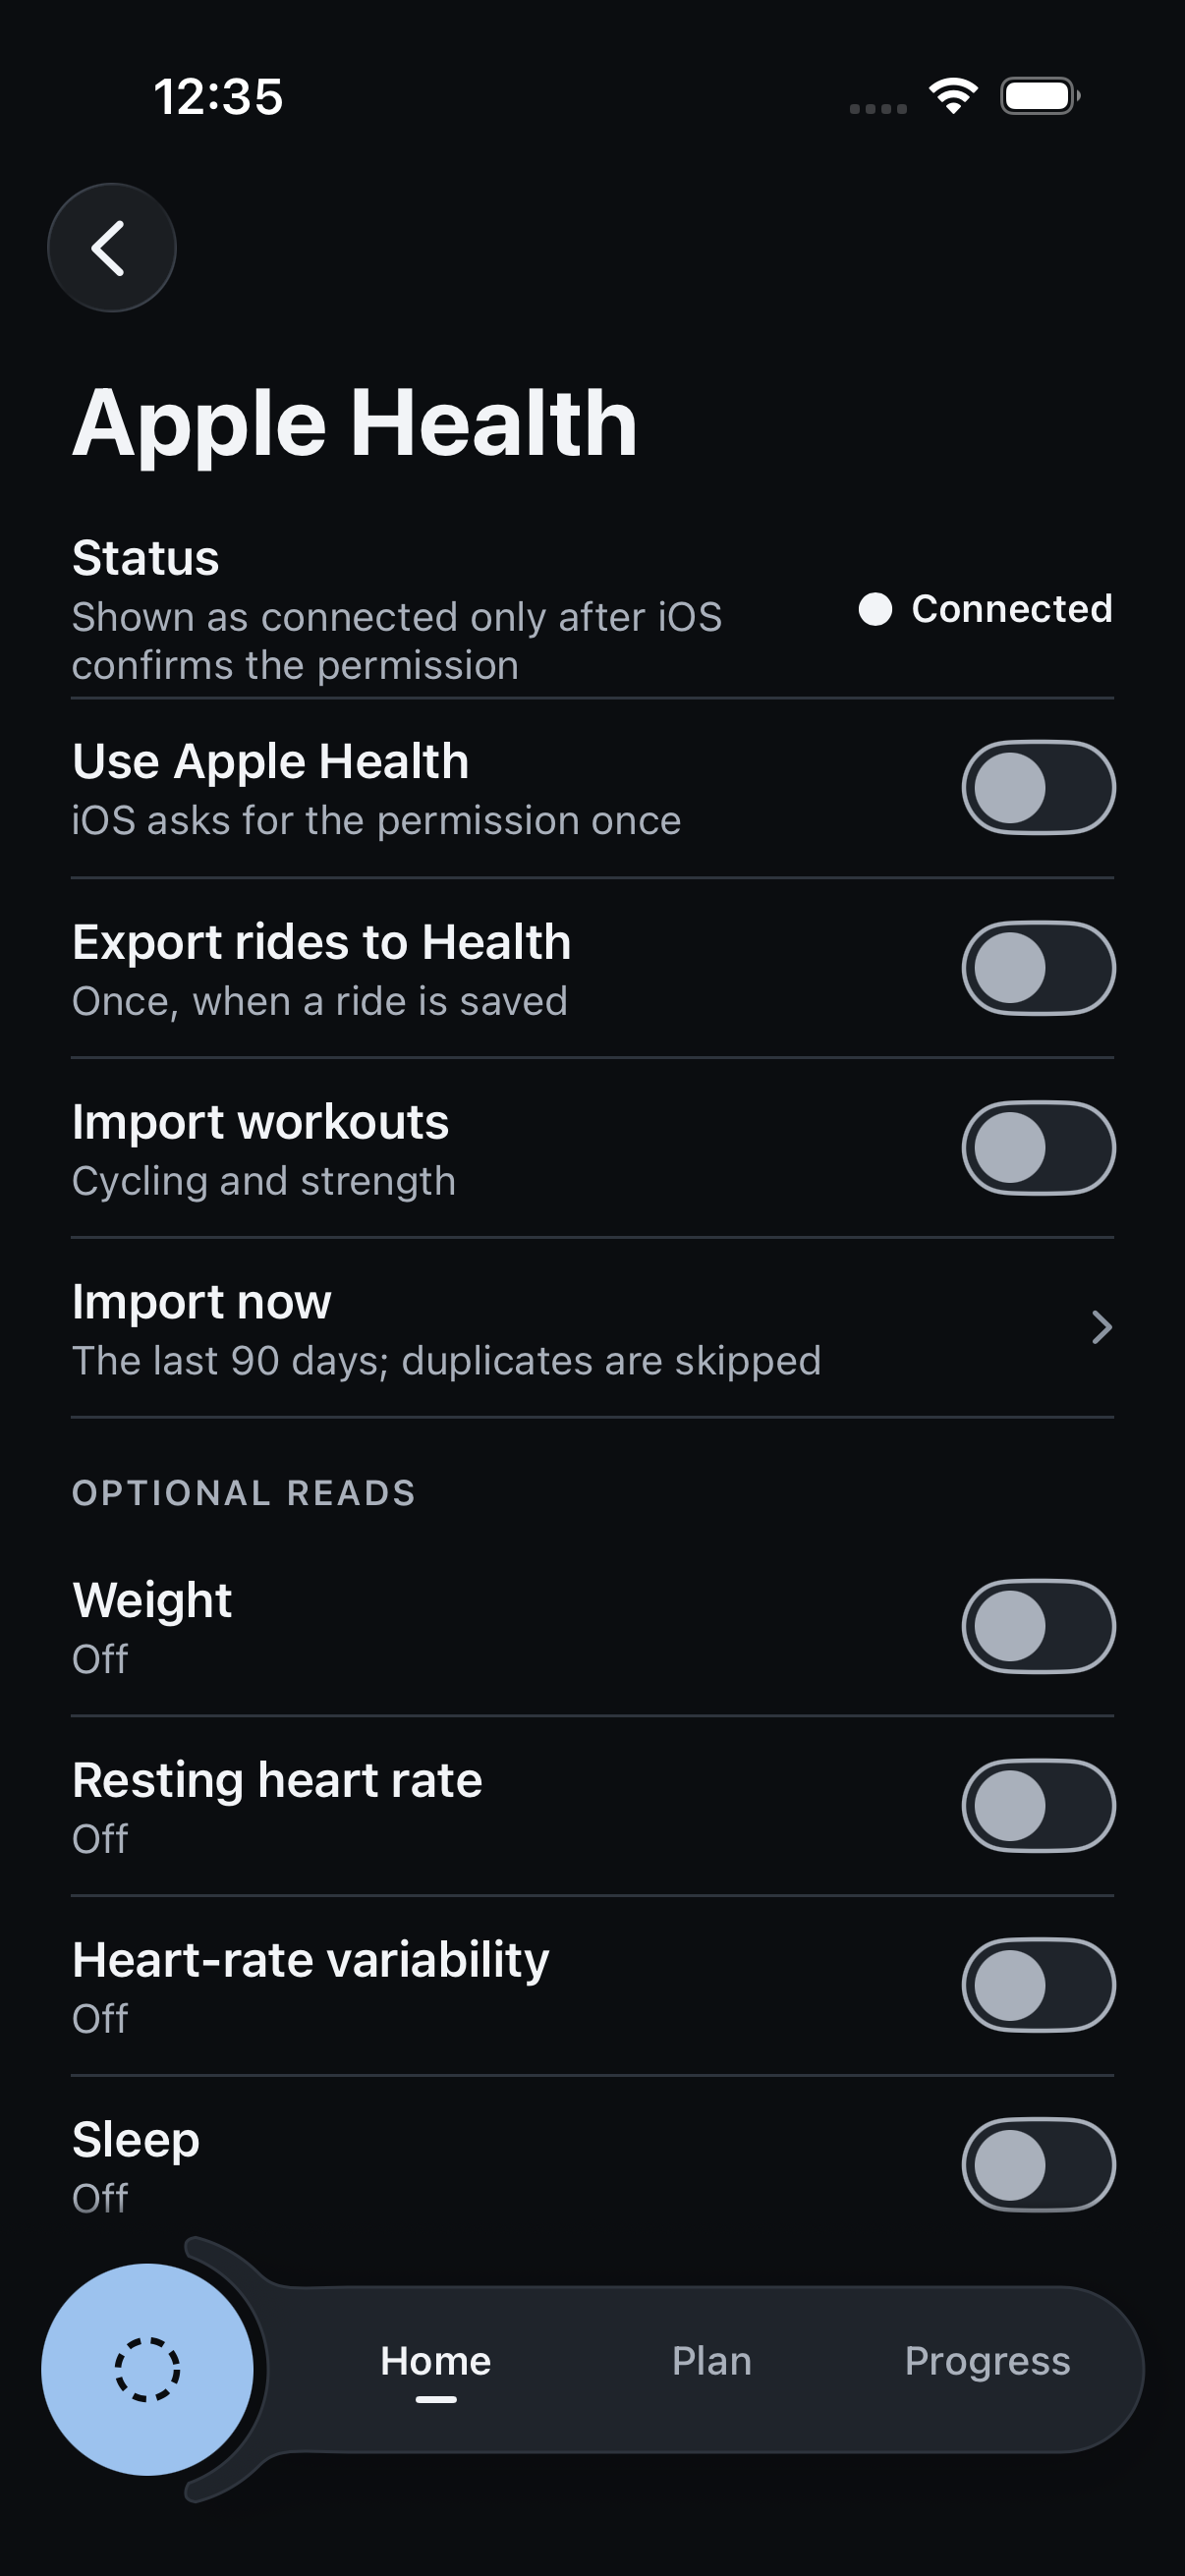 12:35
Apple Health
Status
Shown as connected only after iOS
confirms the permission
Connected
Use Apple Health
iOS asks for the permission once
Export rides to Health
Once, when a ride is saved
Import workouts
Cycling and strength
Import now
The last 90 days; duplicates are skipped
OPTIONAL READS
Weight
Off
Resting heart rate
Off
Heart-rate variability
Off
Sleep
Off
Home
Plan
Progress